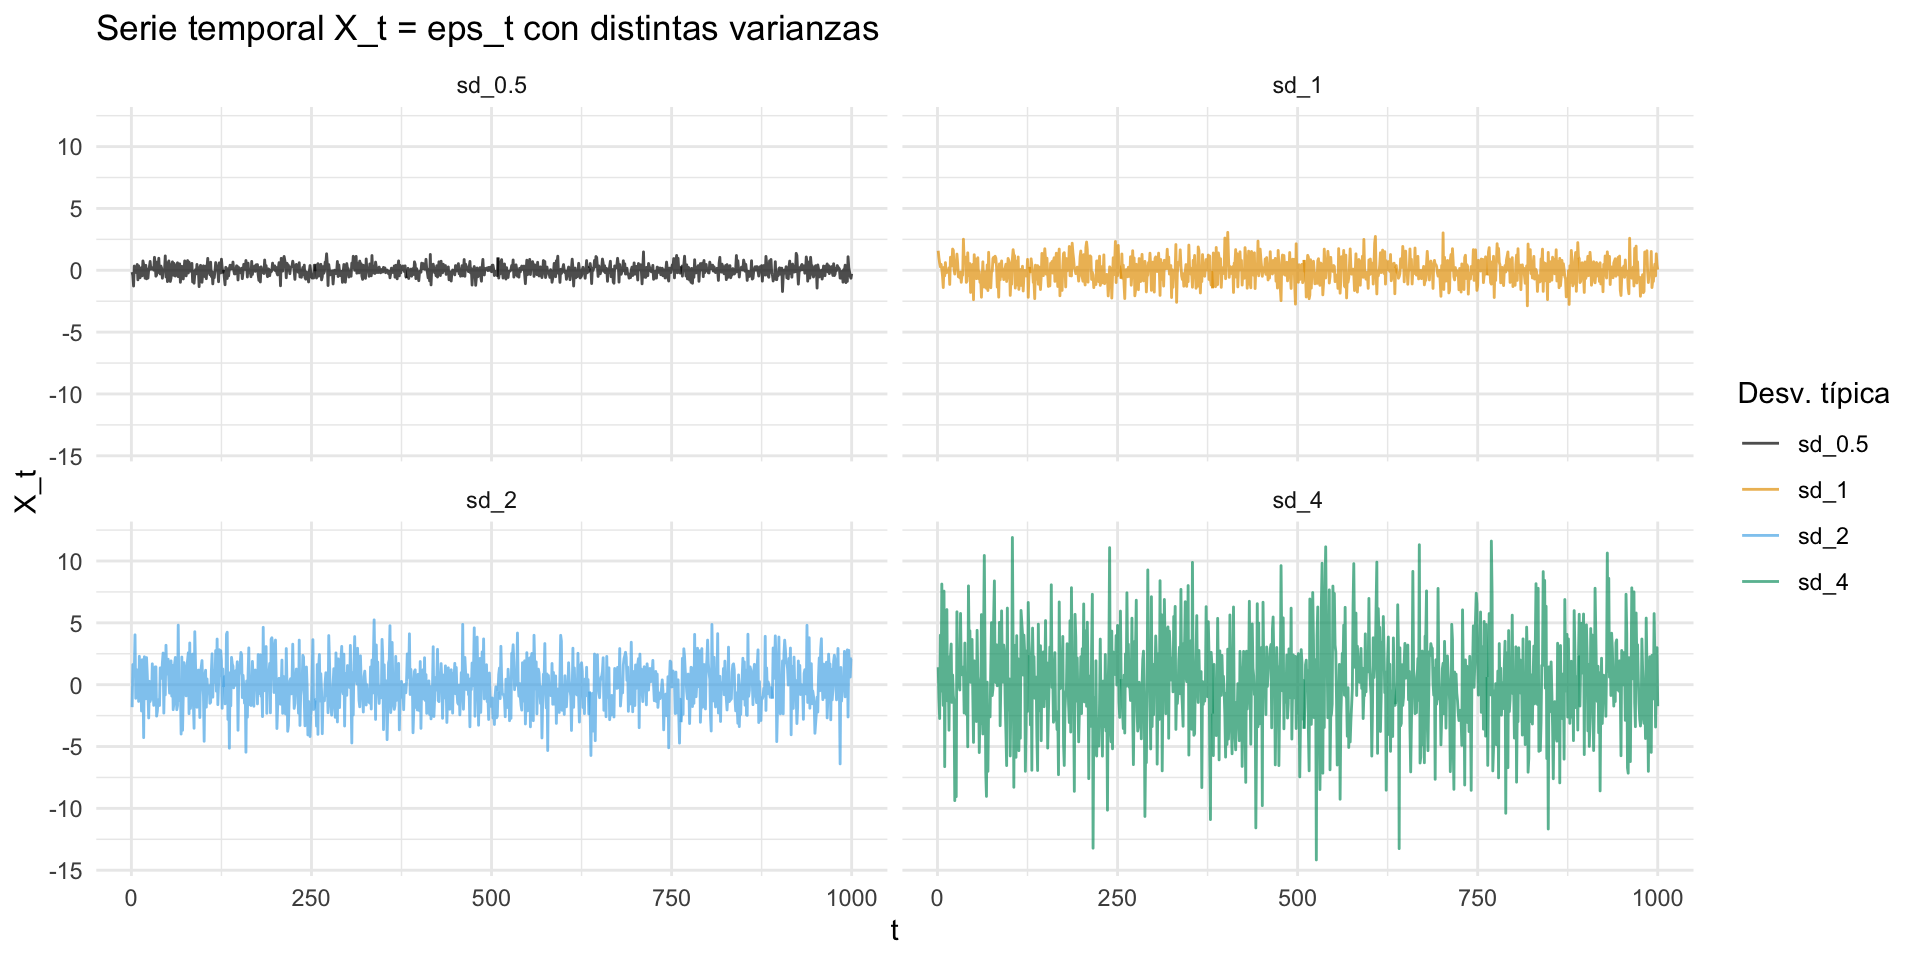 Serie temporal X_t = eps_t con distintas varianzas
sd_0.5
sd_1
10
5
0
-5
-10
-15
X_t
sd_2
sd_4
10
5
0
-5
-10
-15
0 250 500 750 1000
0 250 500 750 1000
t
Desv. típica
sd_0.5
sd_1
sd_2
sd_4